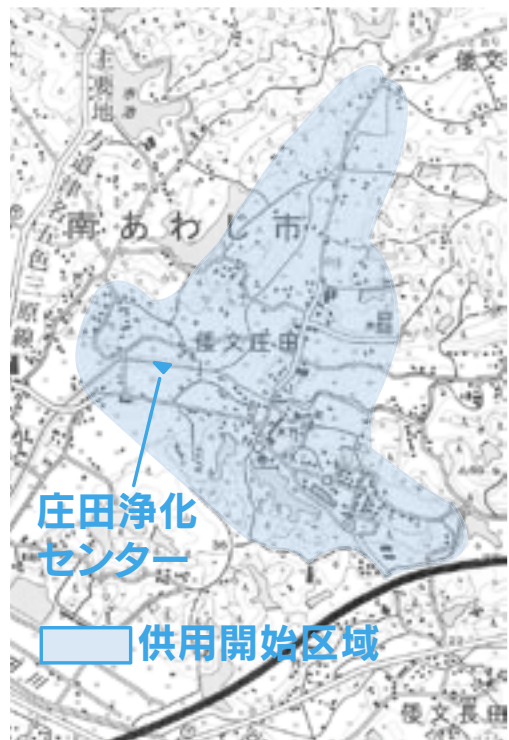 倭文
主要地方道津名五色三原線
南あわじ市
倭文庄田
庄田浄化
センター
供用開始区域
倭文長田